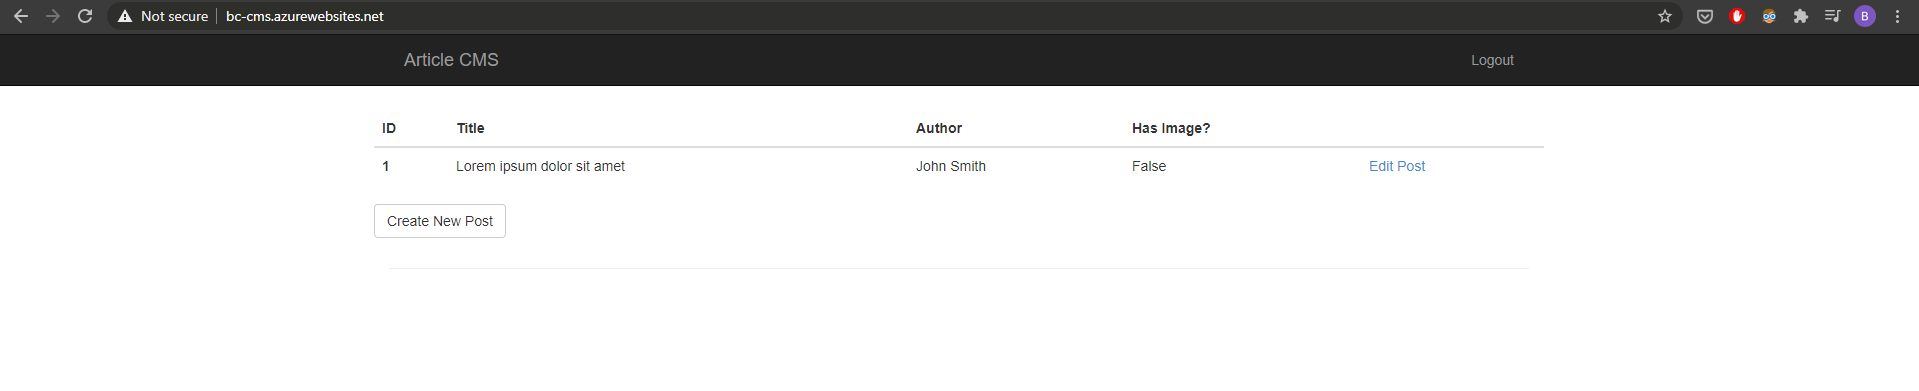 Not secure bc-cms.azurewebsites.net B
Article CMS Logout
ID Title Author Has Image?
1 Lorem ipsum dolor sit amet John Smith False Edit Post
Create New Post